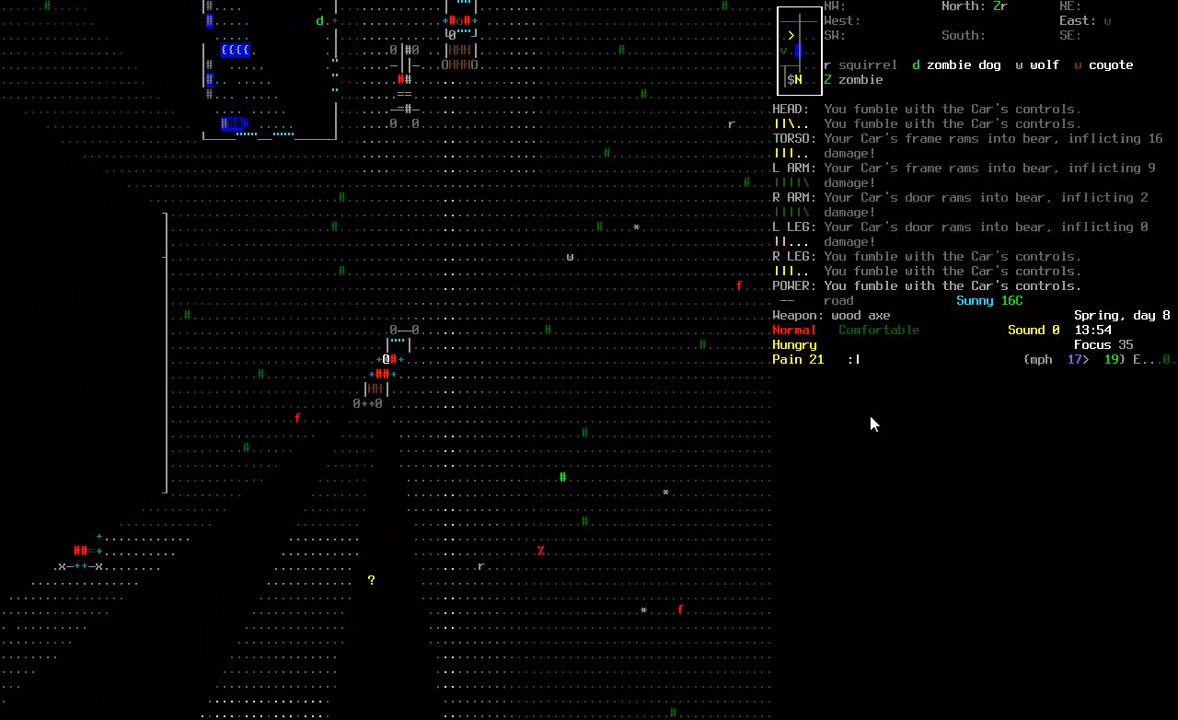 NW: North: Zr NE:
West: East: w
SW: South: SE:
r squirrel d zombie dog w wolf w coyote
Z zombie
HEAD: You fumble with the Car's controls.
||\.. You fumble with the Car's controls.
TORSO: Your Car's frame rams into bear, inflicting 16
|||.. damage!
L ARM: Your Car's frame rams into bear, inflicting 9
||||\ damage!
R ARM: Your Car's door rams into bear, inflicting 2
||||\ damage!
L LEG: Your Car's door rams into bear, inflicting 0
||... damage!
R LEG: You fumble with the Car's controls.
|||.. You fumble with the Car's controls.
POWER: You fumble with the Car's controls.
-- road Sunny 16C
Weapon: wood axe Spring, day 8
Normal Comfortable Sound 0 13:54
Hungry Focus 35
Pain 21 :| {mph 17> 19} E...0.